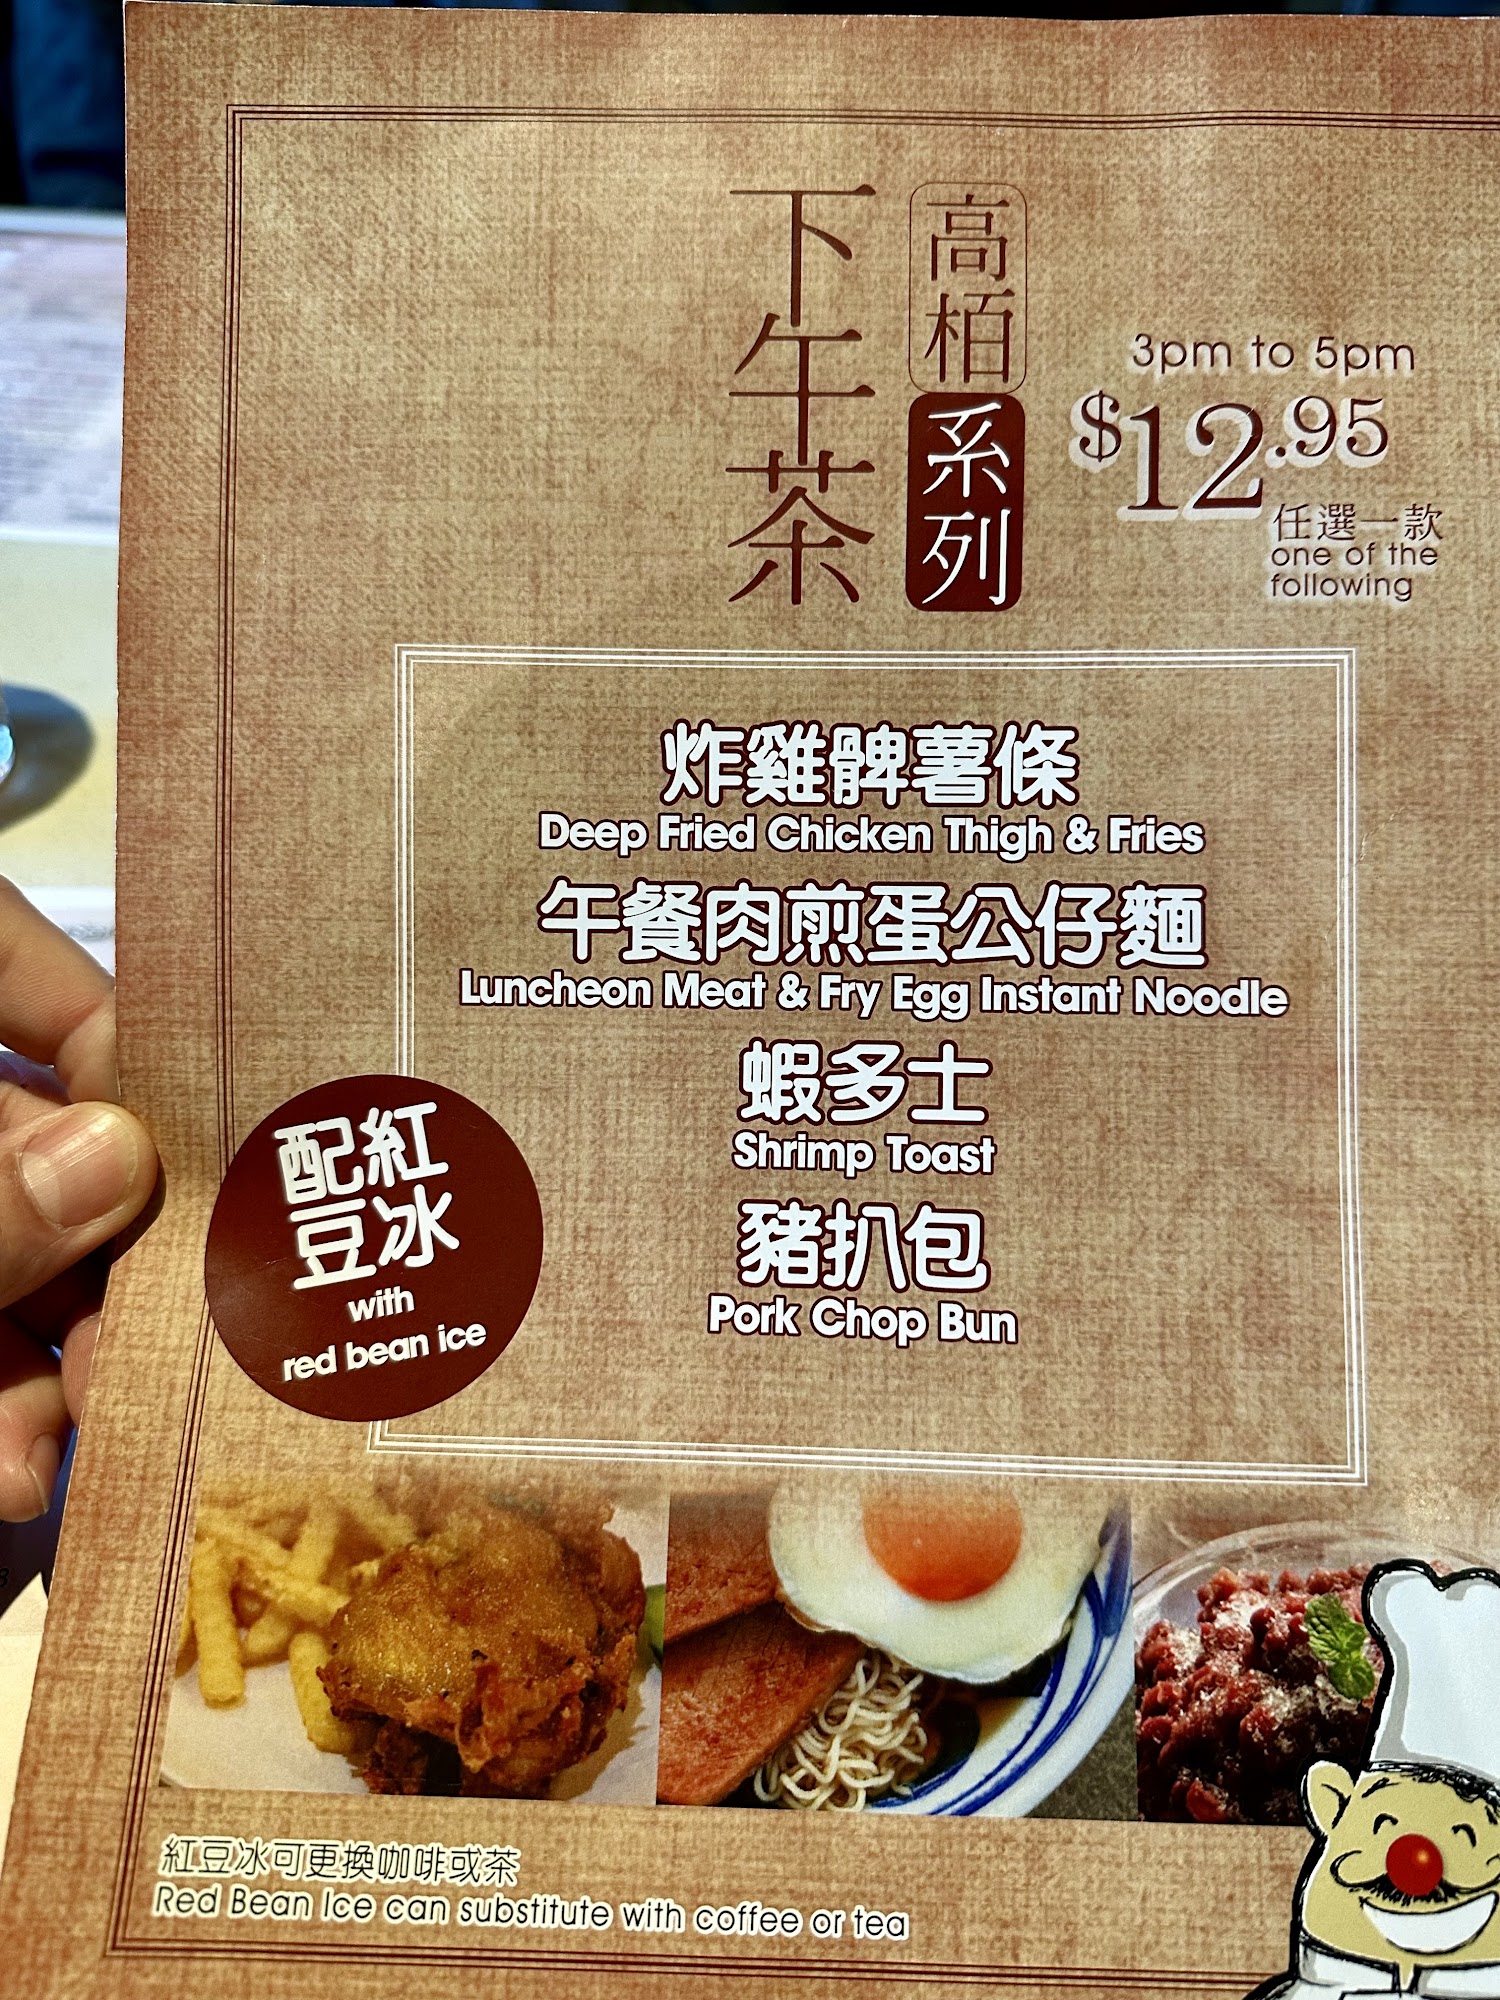 高栢系列
下午茶
3pm to 5pm
$12.95
任選一款
one of the
following
炸雞髀薯條
Deep Fried Chicken Thigh & Fries
午餐肉煎蛋公仔麵
Luncheon Meat & Fry Egg Instant Noodle
蝦多士
Shrimp Toast
豬扒包
Pork Chop Bun
配紅
豆冰
with
red bean ice
紅豆冰可更換咖啡或茶
Red Bean Ice can substitute with coffee or tea